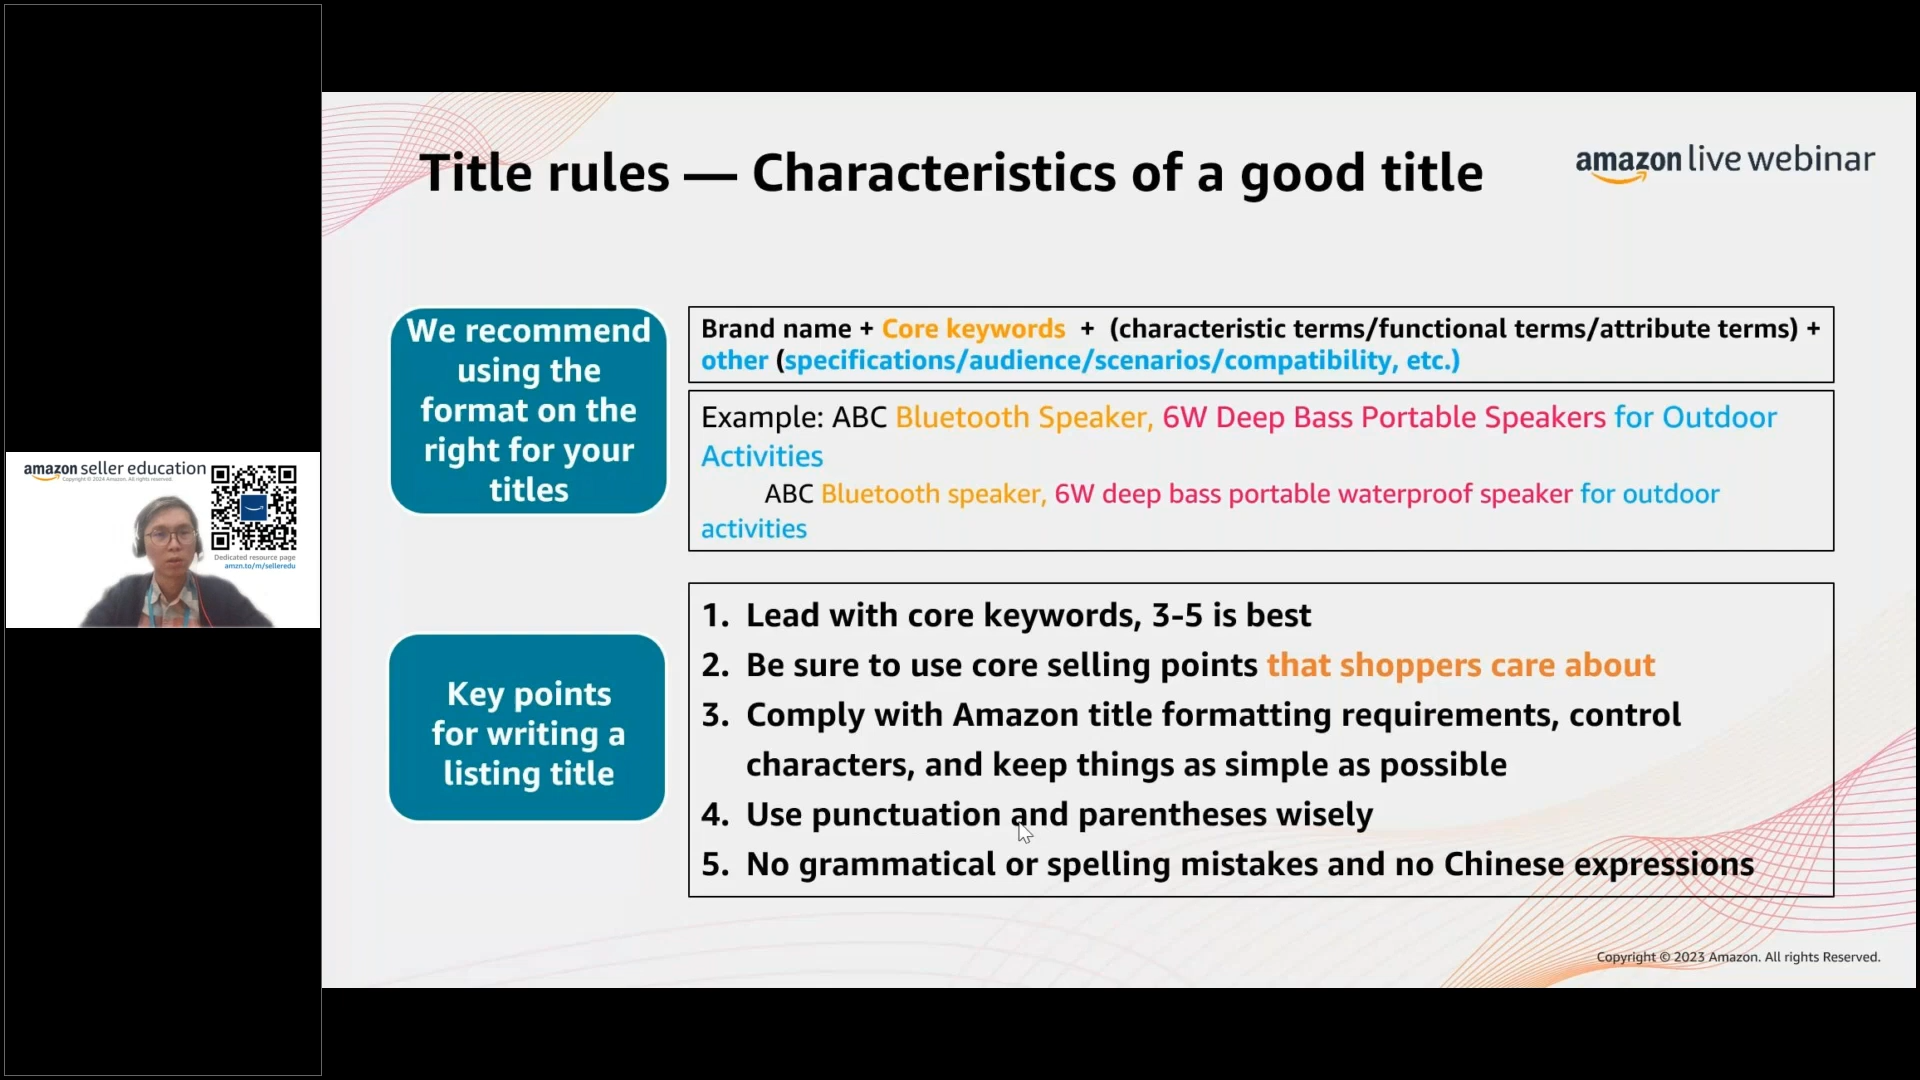 Title rules — Characteristics of a good title
amazon live webinar
We recommend
using the
format on the
right for your
titles
Brand name + Core keywords + (characteristic terms/functional terms/attribute terms) +
other (specifications/audience/scenarios/compatibility, etc.)
Example: ABC Bluetooth Speaker, 6W Deep Bass Portable Speakers for Outdoor
Activities
ABC Bluetooth speaker, 6W deep bass portable waterproof speaker for outdoor
activities
amazon seller education
Copyright © 2024 Amazon. All rights reserved.
Dedicated resource page
amzn.to/m/selleredu
Key points
for writing a
listing title
1. Lead with core keywords, 3-5 is best
2. Be sure to use core selling points that shoppers care about
3. Comply with Amazon title formatting requirements, control
characters, and keep things as simple as possible
4. Use punctuation and parentheses wisely
5. No grammatical or spelling mistakes and no Chinese expressions
Copyright © 2023 Amazon. All rights Reserved.